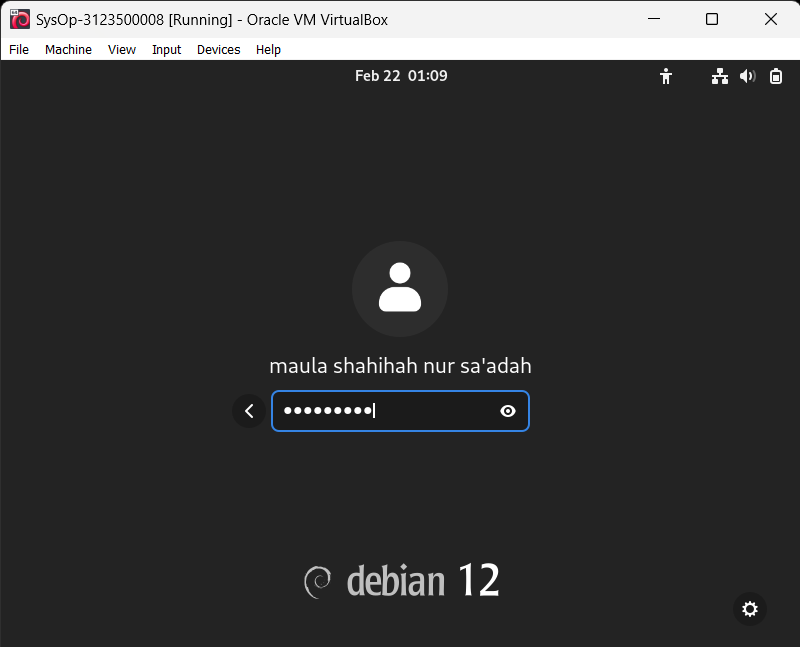 SysOp-3123500008 [Running] - Oracle VM VirtualBox
File Machine View Input Devices Help
Feb 22 01:09
maula shahihah nur sa'adah
debian 12